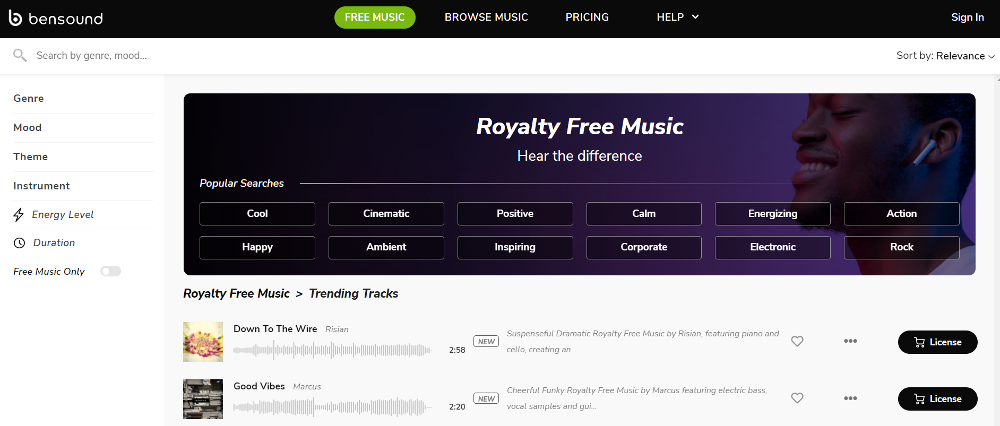 bensound
FREE MUSIC
BROWSE MUSIC
PRICING
HELP
Sign In
Search by genre, mood...
Sort by: Relevance
Genre
Mood
Theme
Instrument
Energy Level
Duration
Free Music Only
Royalty Free Music
Hear the difference
Popular Searches
Cool
Cinematic
Positive
Calm
Energizing
Action
Happy
Ambient
Inspiring
Corporate
Electronic
Rock
Royalty Free Music > Trending Tracks
Down To The Wire Risian
2:58
NEW
Suspenseful Dramatic Royalty Free Music by Risian, featuring piano and
cello, creating an ...
License
Good Vibes Marcus
2:20
NEW
Cheerful Funky Royalty Free Music by Marcus featuring electric bass,
vocal samples and gui...
License